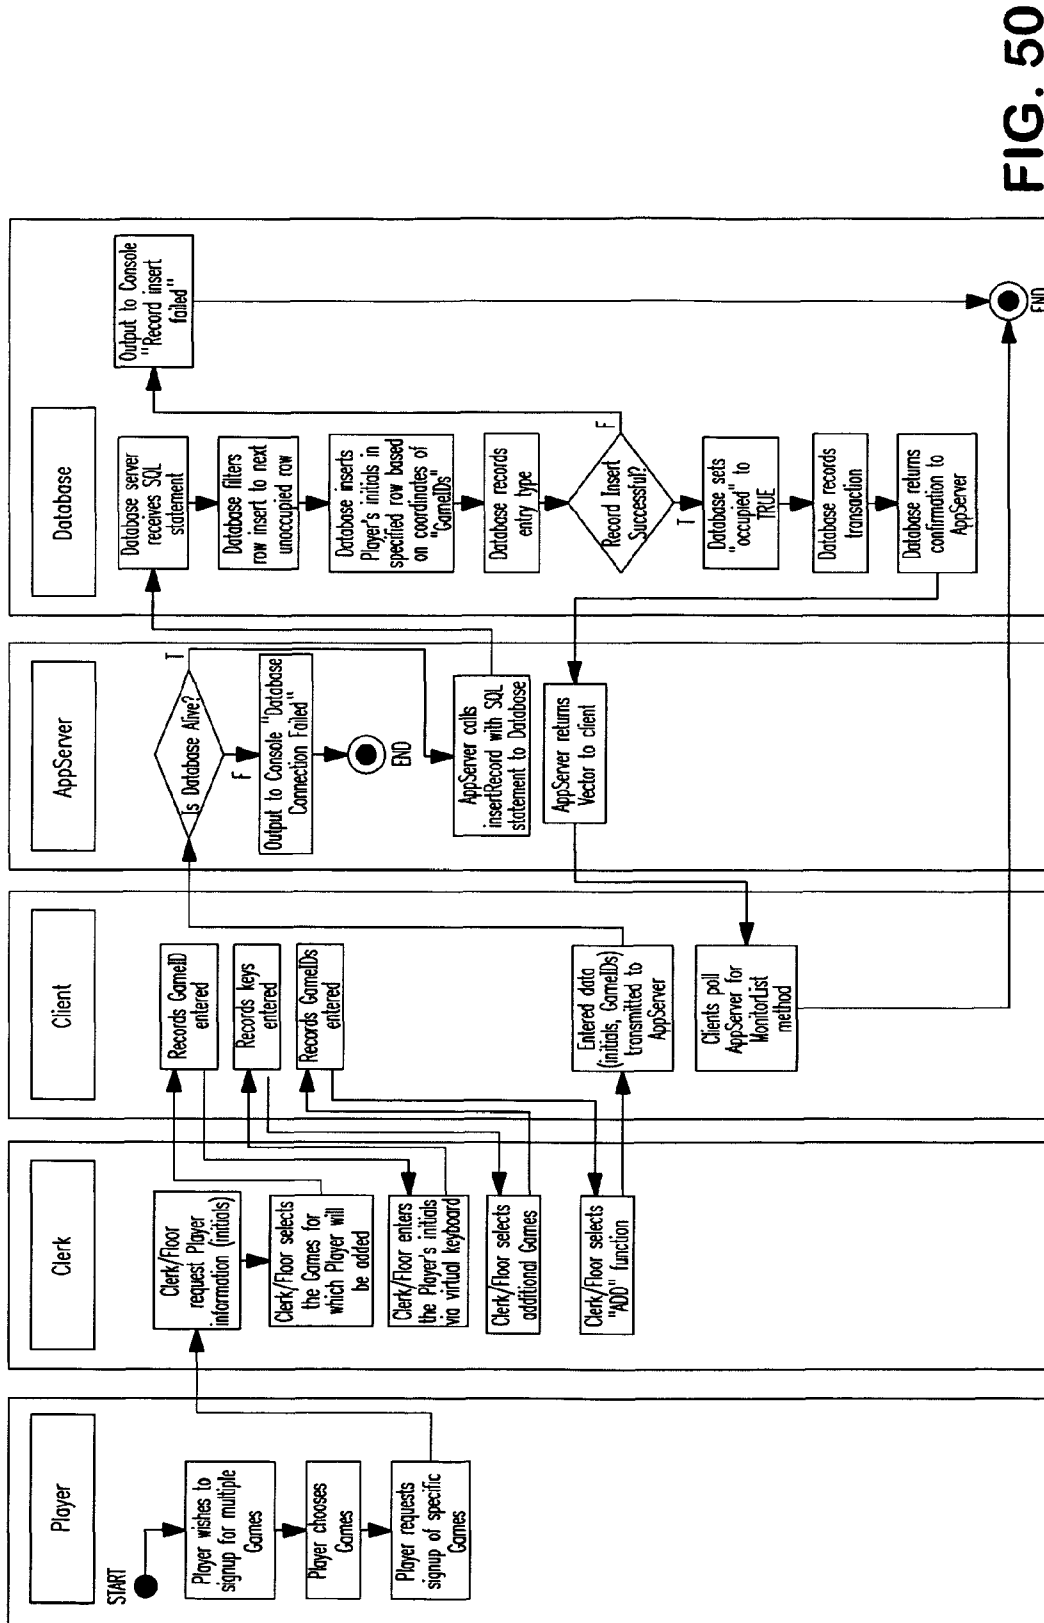 Player
START
Player wishes to
signup for multiple
Games
Player chooses
Games
Player requests
signup of specific
Games
Clerk
Clerk/Floor
request Player
information (initials)
Clerk/Floor selects
the Games for
which Player will
be added
Clerk/Floor enters
the Player's initials
via virtual keyboard
Clerk/Floor selects
additional Games
Clerk/Floor selects
"ADD" function
Client
Records GameID
entered
Records keys
entered
Records GameIDs
entered
Entered data
(initials, GameIDs)
transmitted to
AppServer
Clients poll
AppServer for
MonitorList
method
AppServer
Is Database Alive?
T
F
Output to Console "Database
Connection Failed"
END
AppServer calls
insertRecord with SQL
statement to Database
AppServer returns
Vector to client
Database
Database server
receives SQL
statement
Database filters
row insert to next
unoccupied row
Database inserts
Player's initials in
specified row based
on coordinates of
"GameIDs"
Database records
entry type
Record Insert
Successful?
F
T
Output to Console
"Record insert
failed"
Database sets
"occupied" to
TRUE
Database records
transaction
Database returns
confirmation to
AppServer
END
FIG. 50